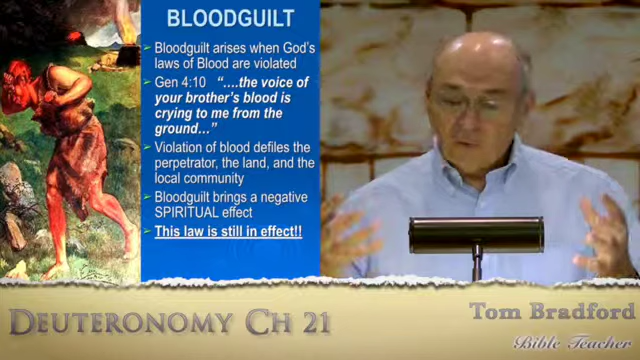 BLOODGUILT
Bloodguilt arises when God's
laws of Blood are violated
Gen 4:10 "....the voice of
your brother's blood is
crying to me from the
ground..."
Violation of blood defiles the
perpetrator, the land, and the
local community
Bloodguilt brings a negative
SPIRITUAL effect
This law is still in effect!!
DEUTERONOMY CH 21
Tom Bradford
Bible Teacher